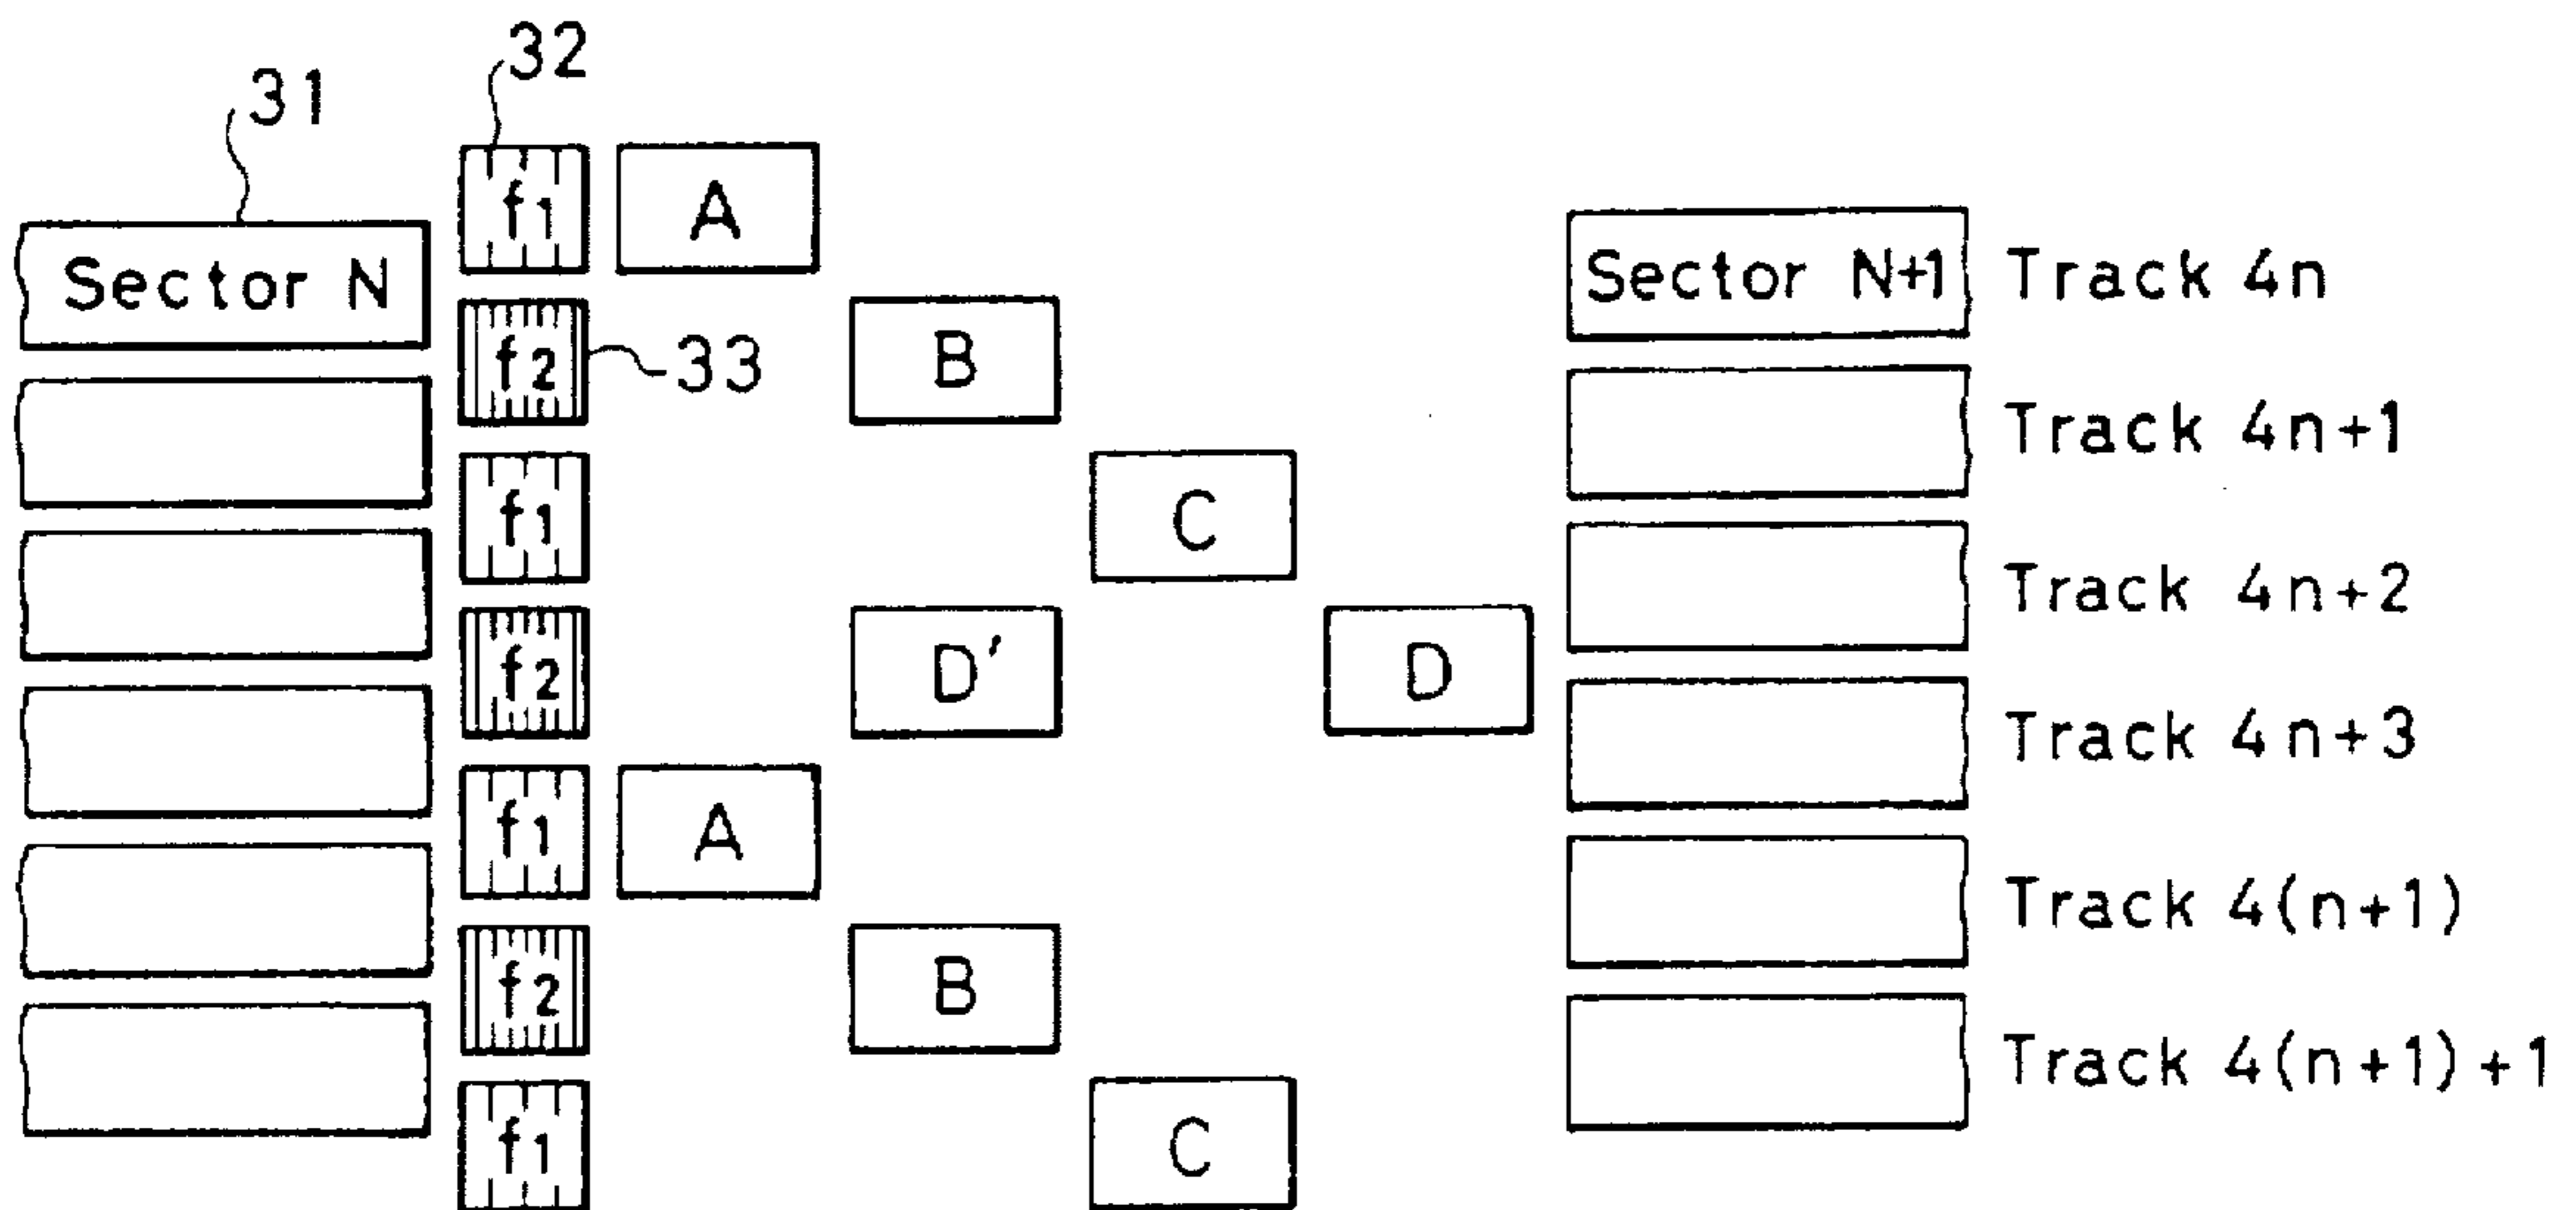 32
31
f1 A
Sector N Sector N+1 Track 4n
f2 33 B
Track 4n+1
f1 C
Track 4n+2
f2 D′ D
Track 4n+3
f1 A
Track 4(n+1)
f2 B
Track 4(n+1)+1
f1 C